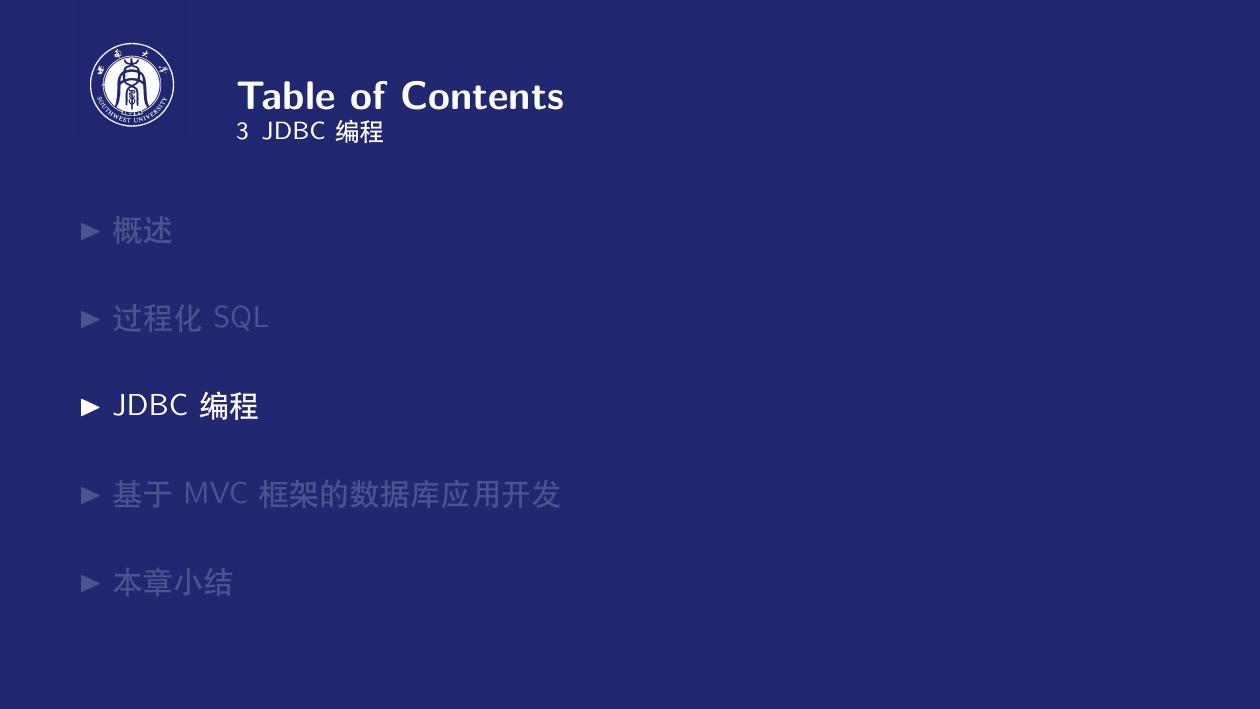 西南大学
SOUTHWEST UNIVERSITY
Table of Contents
3 JDBC 编程
▶ 概述
▶ 过程化 SQL
▶ JDBC 编程
▶ 基于 MVC 框架的数据库应用开发
▶ 本章小结